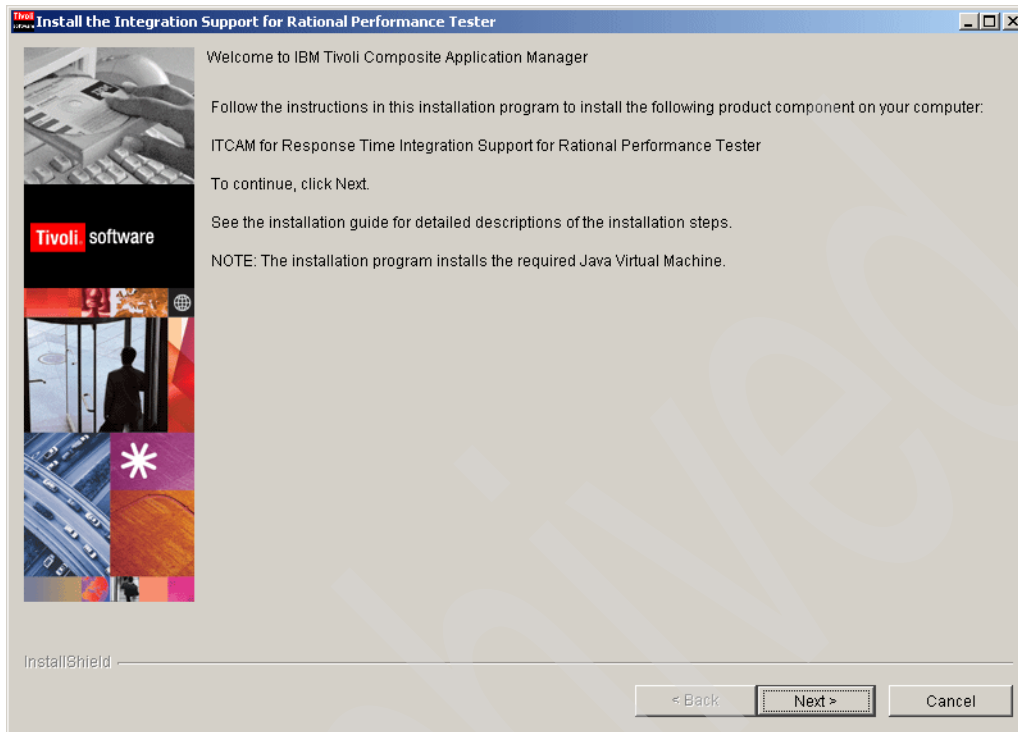 Install the Integration Support for Rational Performance Tester
Welcome to IBM Tivoli Composite Application Manager
Follow the instructions in this installation program to install the following product component on your computer:
ITCAM for Response Time Integration Support for Rational Performance Tester
To continue, click Next.
See the installation guide for detailed descriptions of the installation steps.
Tivoli. software
NOTE: The installation program installs the required Java Virtual Machine.
InstallShield
< Back
Next >
Cancel